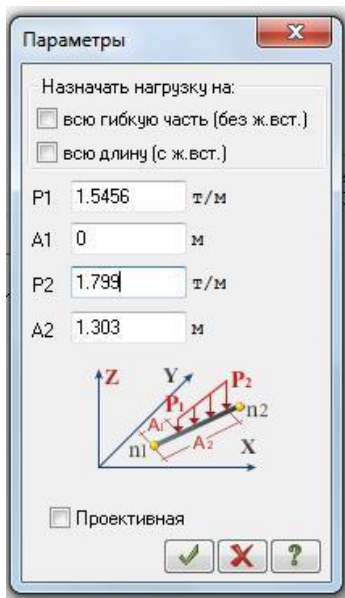 Параметры
Назначать нагрузку на:
всю гибкую часть (без ж.вст.)
всю длину (с ж.вст.)
P1 1.5456 т/м
A1 0 м
P2 1.799 т/м
A2 1.303 м
Z Y P2
P1 n2
A1
n1 A2 X
Проективная
?